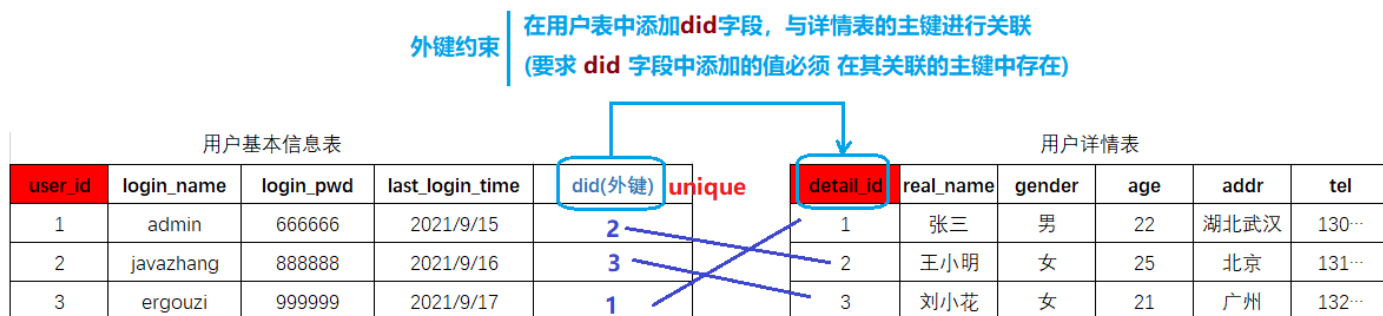 外键约束
在用户表中添加did字段，与详情表的主键进行关联
(要求 did 字段中添加的值必须 在其关联的主键中存在)
用户基本信息表
user_id login_name login_pwd last_login_time did(外键) unique
1 admin 666666 2021/9/15 2
2 javazhang 888888 2021/9/16 3
3 ergouzi 999999 2021/9/17 1
用户详情表
detail_id real_name gender age addr tel
1 张三 男 22 湖北武汉 130…
2 王小明 女 25 北京 131…
3 刘小花 女 21 广州 132…